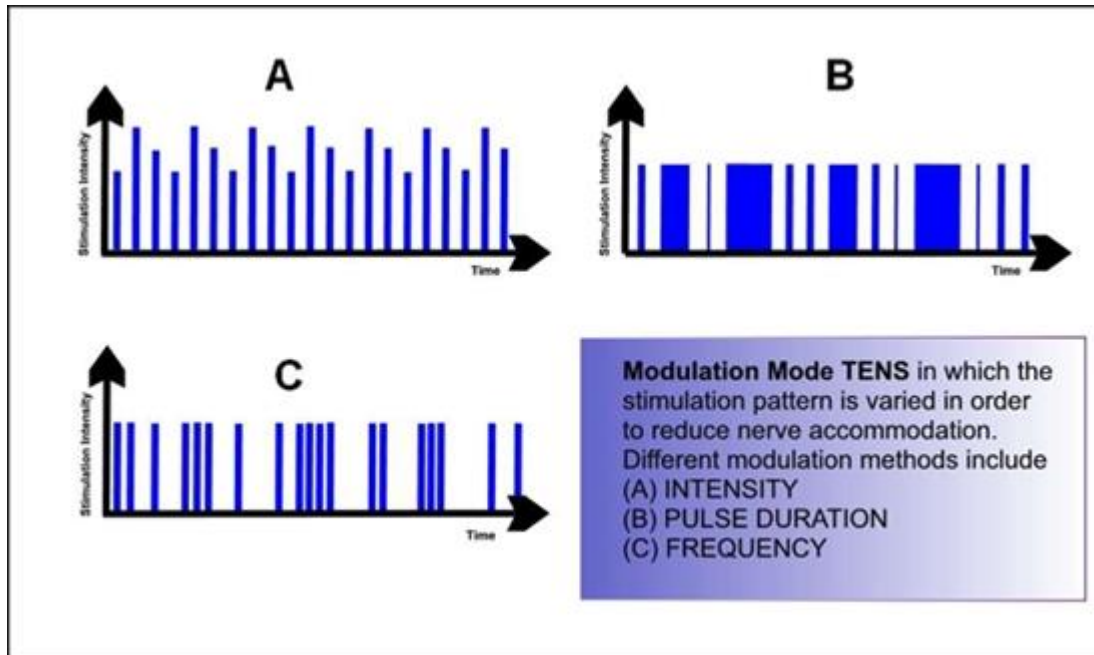 A
Stimulation Intensity
Time
B
Stimulation Intensity
Time
C
Stimulation Intensity
Time
Modulation Mode TENS in which the
stimulation pattern is varied in order
to reduce nerve accommodation.
Different modulation methods include
(A) INTENSITY
(B) PULSE DURATION
(C) FREQUENCY